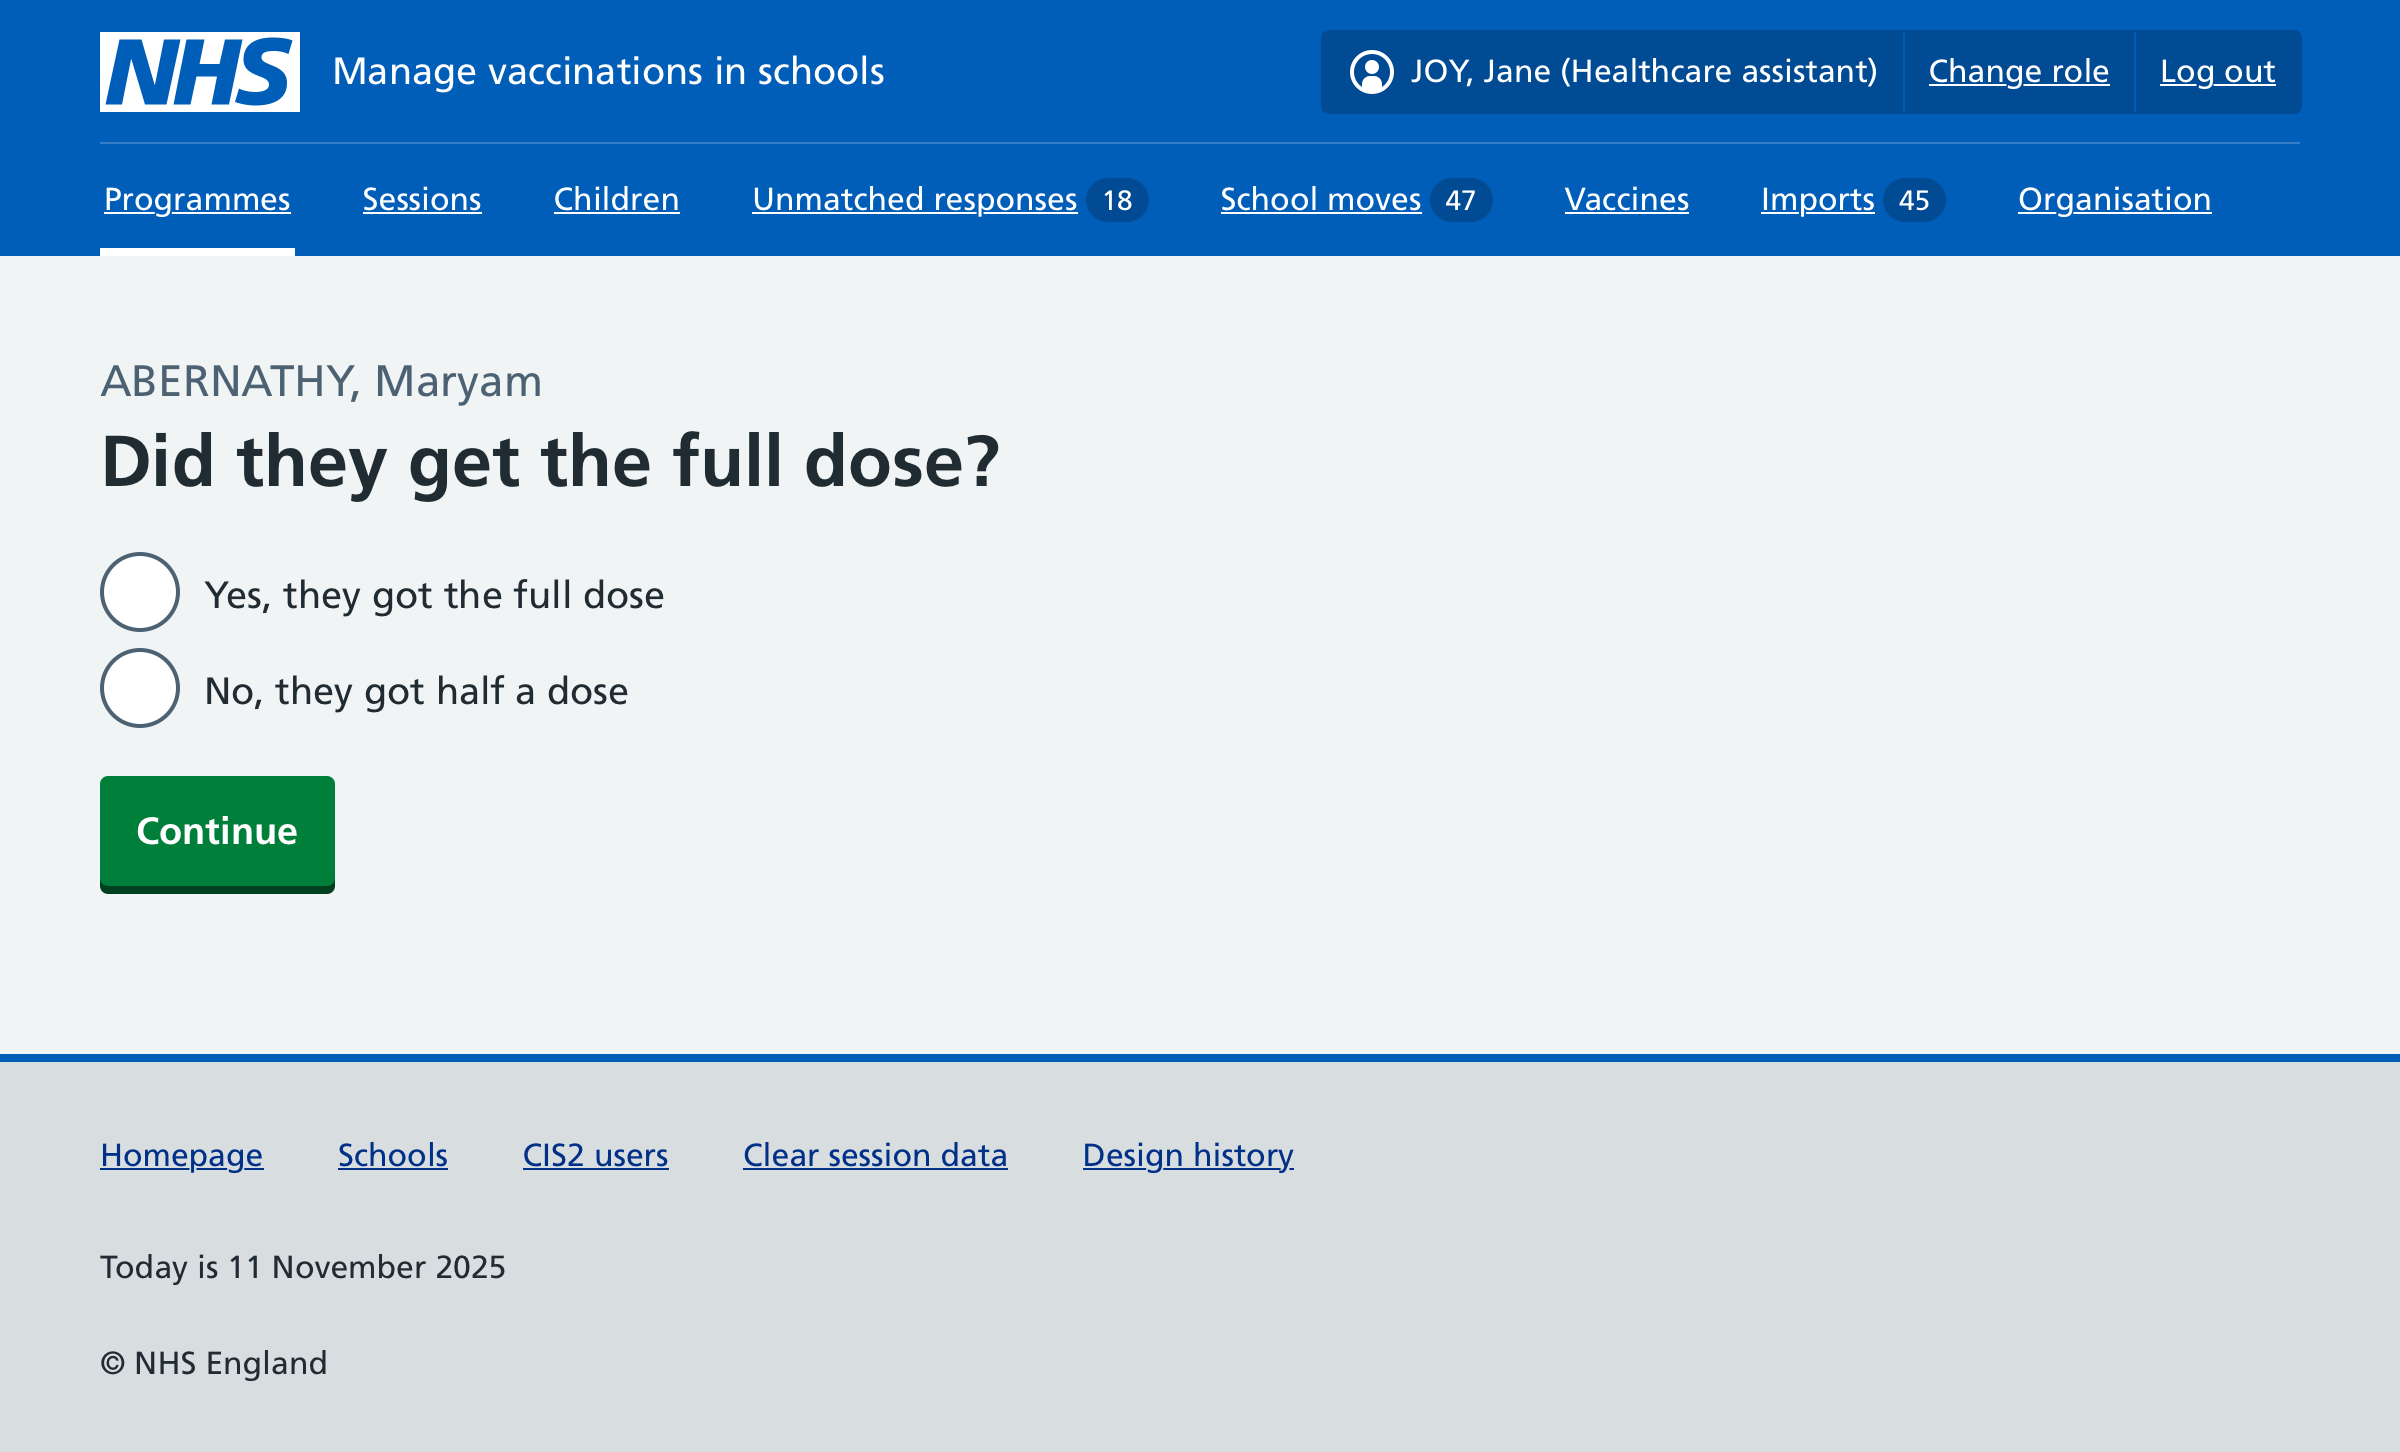 NHS Manage vaccinations in schools JOY, Jane (Healthcare assistant) Change role Log out
Programmes Sessions Children Unmatched responses 18 School moves 47 Vaccines Imports 45 Organisation
ABERNATHY, Maryam
Did they get the full dose?
Yes, they got the full dose
No, they got half a dose
Continue
Homepage Schools CIS2 users Clear session data Design history
Today is 11 November 2025
© NHS England